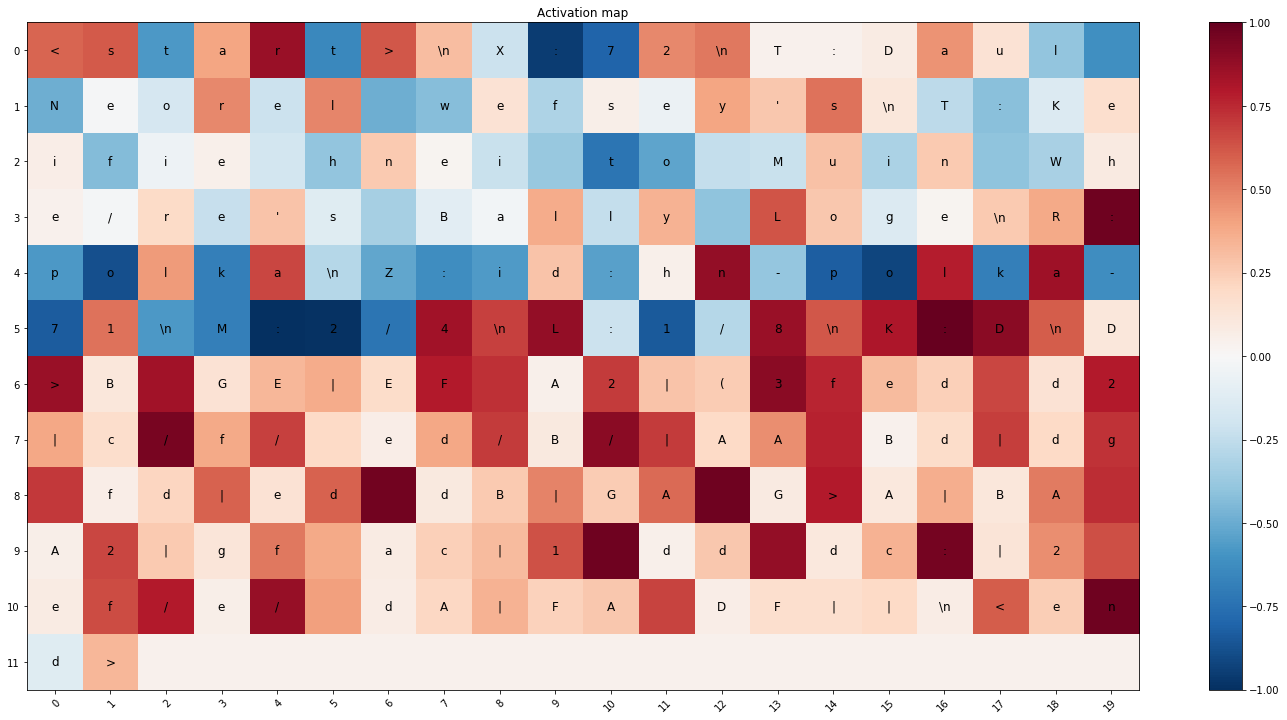 Activation map
0 < s t a r t > \n X : 7 2 \n T : D a u l 1.00
1 N e o r e l w e f s e y ' s \n T : K e 0.75
2 i f i e h n e i t o M u i n W h 0.50
3 e / r e ' s B a l l y L o g e \n R : 0.25
4 p o l k a \n Z : i d : h n - p o l k a - 0.00
5 7 1 \n M : 2 / 4 \n L : 1 / 8 \n K : D \n D
6 > B G E | E F A 2 | ( 3 f e d d 2 −0.25
7 | c / f / e d / B / | A A B d | d g
8 f d | e d d B | G A G > A | B A −0.50
9 A 2 | g f a c | 1 d d d c : | 2
10 e f / e / d A | F A D F | | \n < e n −0.75
11 d > −1.00
0 1 2 3 4 5 6 7 8 9 10 11 12 13 14 15 16 17 18 19